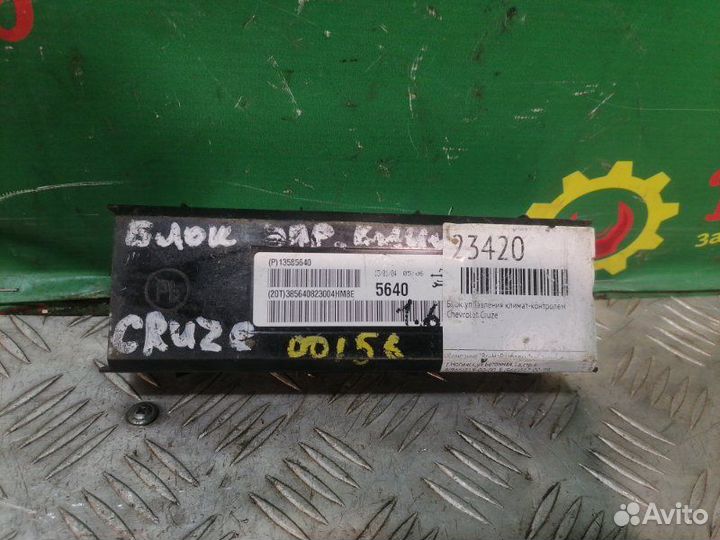 БЛОК УПР. КЛИМ
23420
(P)13585640
5640
(20T)385640823004HM8E
1.6
Блок управления климат-контролем
Chevrolet Cruze
CRUZE
00156
за
Avito